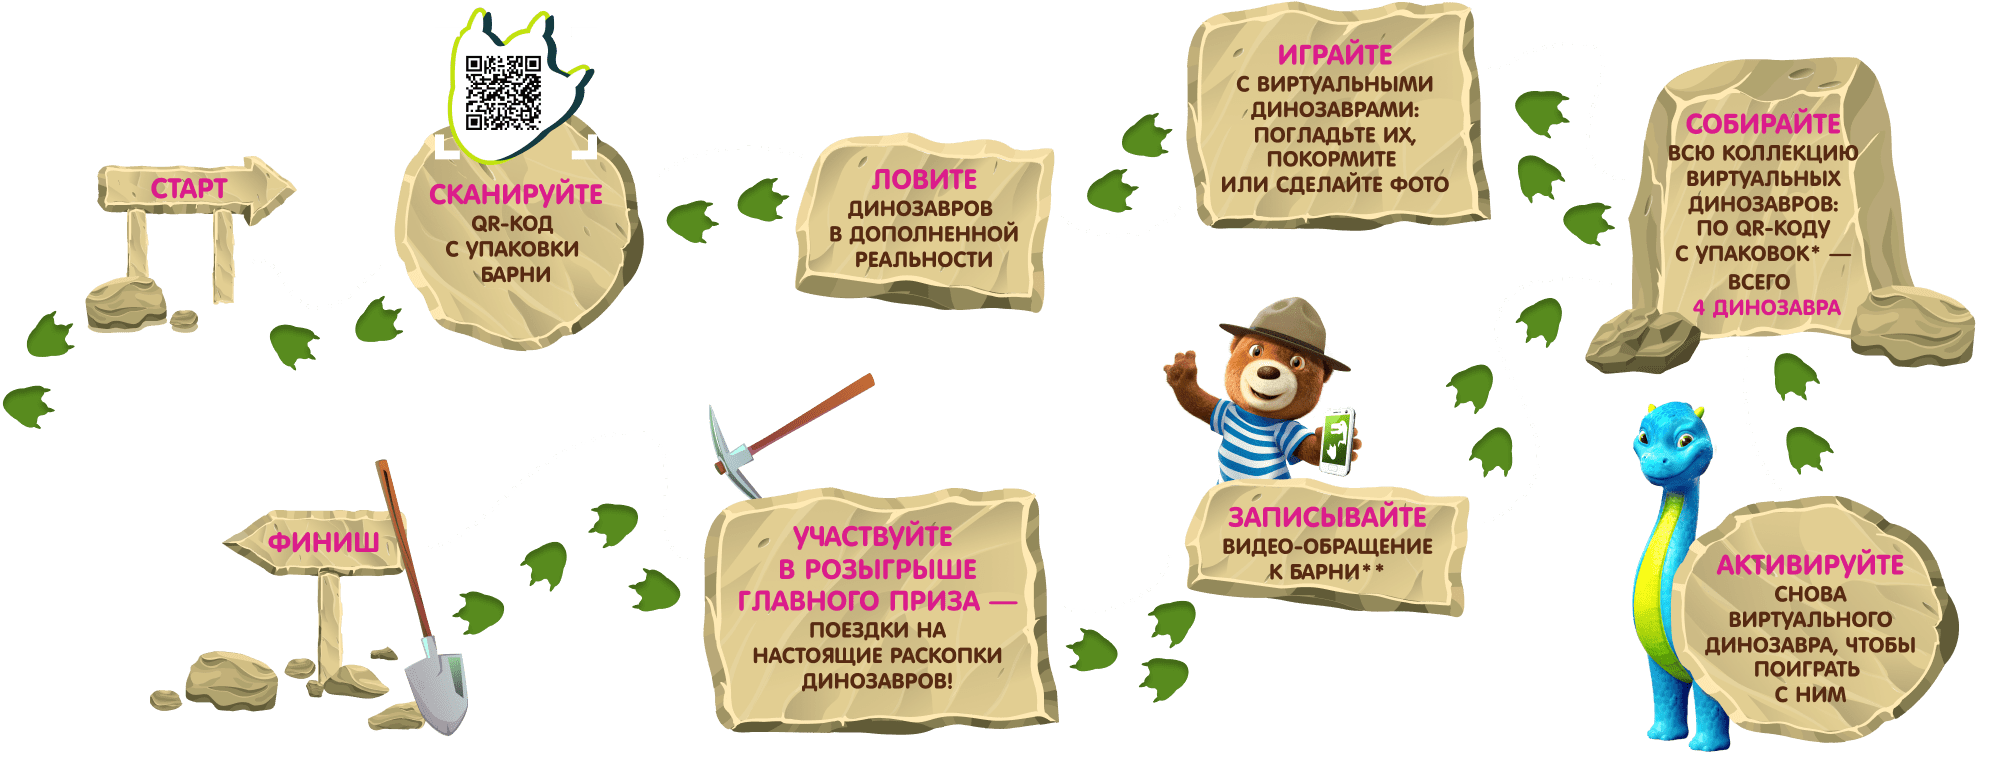 СТАРТ
СКАНИРУЙТЕ
QR-КОД
С УПАКОВКИ
БАРНИ
ЛОВИТЕ
ДИНОЗАВРОВ
В ДОПОЛНЕННОЙ
РЕАЛЬНОСТИ
ИГРАЙТЕ
С ВИРТУАЛЬНЫМИ
ДИНОЗАВРАМИ:
ПОГЛАДЬТЕ ИХ,
ПОКОРМИТЕ
ИЛИ СДЕЛАЙТЕ ФОТО
СОБИРАЙТЕ
ВСЮ КОЛЛЕКЦИЮ
ВИРТУАЛЬНЫХ
ДИНОЗАВРОВ:
ПО QR-КОДУ
С УПАКОВОК* —
ВСЕГО
4 ДИНОЗАВРА
АКТИВИРУЙТЕ
СНОВА
ВИРТУАЛЬНОГО
ДИНОЗАВРА, ЧТОБЫ
ПОИГРАТЬ
С НИМ
ЗАПИСЫВАЙТЕ
ВИДЕО-ОБРАЩЕНИЕ
К БАРНИ**
УЧАСТВУЙТЕ
В РОЗЫГРЫШЕ
ГЛАВНОГО ПРИЗА —
ПОЕЗДКИ НА
НАСТОЯЩИЕ РАСКОПКИ
ДИНОЗАВРОВ!
ФИНИШ